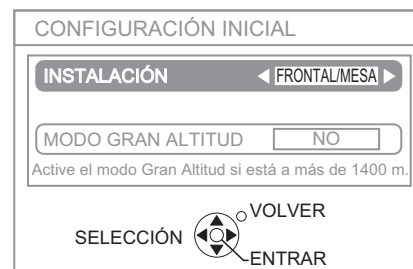 CONFIGURACIÓN INICIAL
INSTALACIÓN FRONTAL/MESA
MODO GRAN ALTITUD NO
Active el modo Gran Altitud si está a más de 1400 m.
VOLVER
SELECCIÓN
ENTRAR